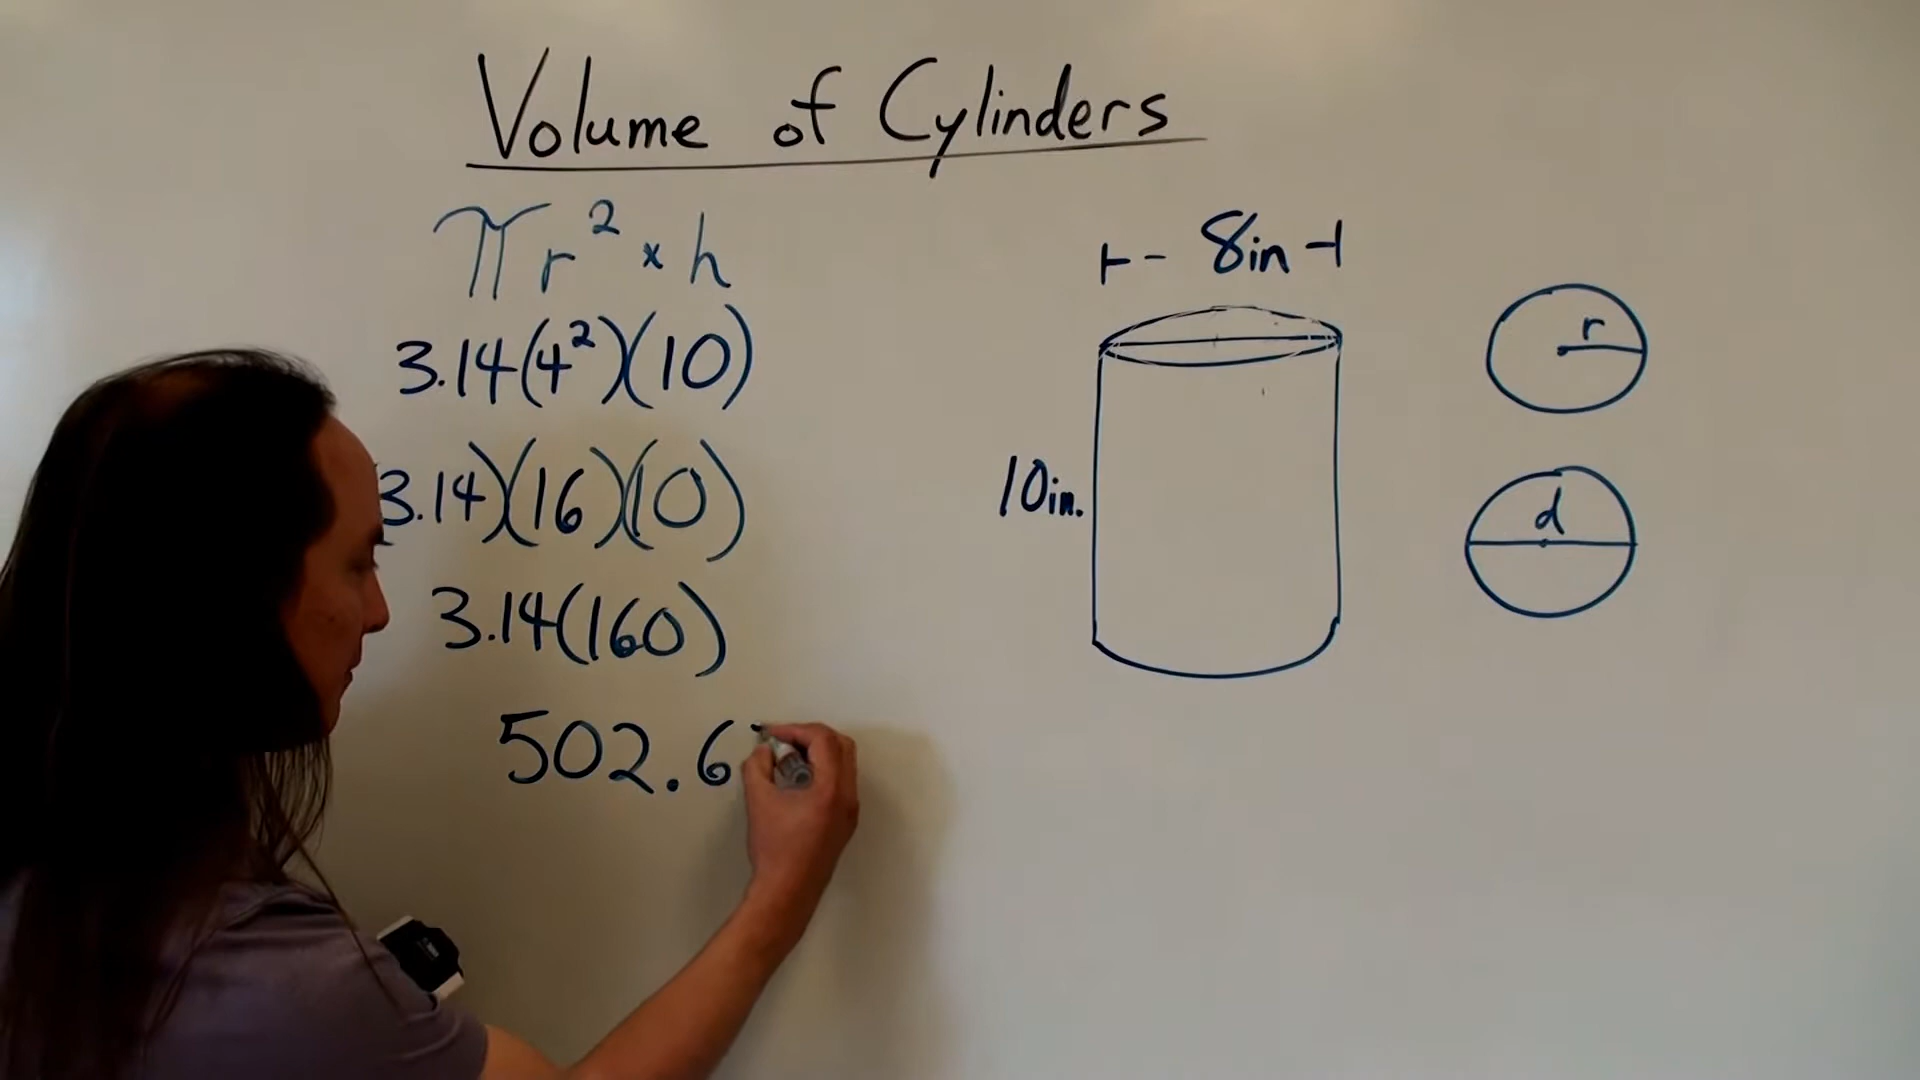 Volume of Cylinders
πr² × h
3.14(4²)(10)
3.14)(16)(10)
3.14(160)
502.6
8in
10in.
r
d